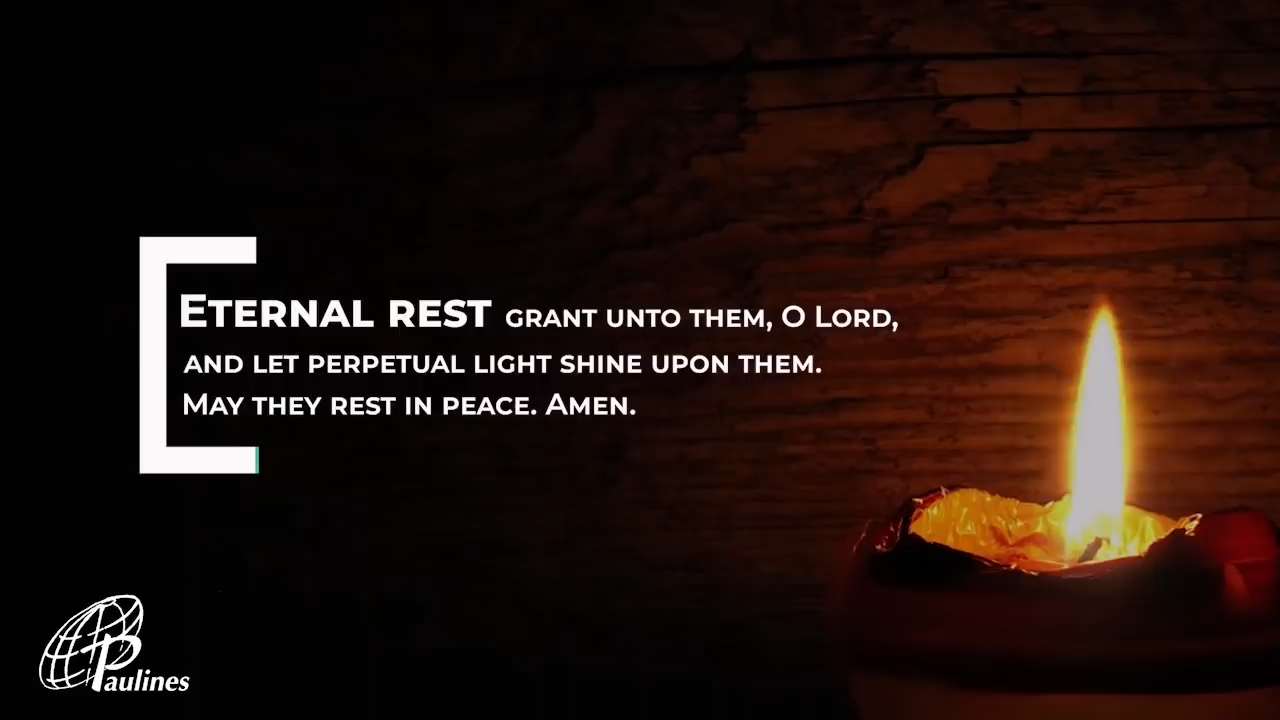 Eternal rest grant unto them, O Lord,
and let perpetual light shine upon them.
May they rest in peace. Amen.
Paulines